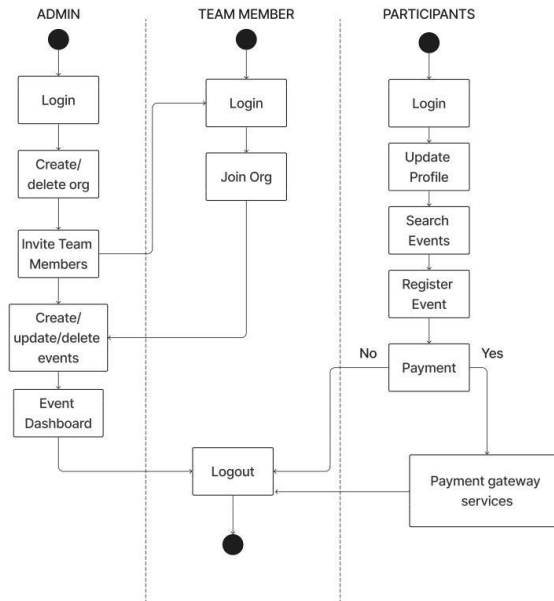 ADMIN
TEAM MEMBER
PARTICIPANTS
Login
Login
Login
Create/
delete org
Join Org
Update
Profile
Invite Team
Members
Search
Events
Create/
update/delete
events
Register
Event
No
Yes
Payment
Event
Dashboard
Logout
Payment gateway
services